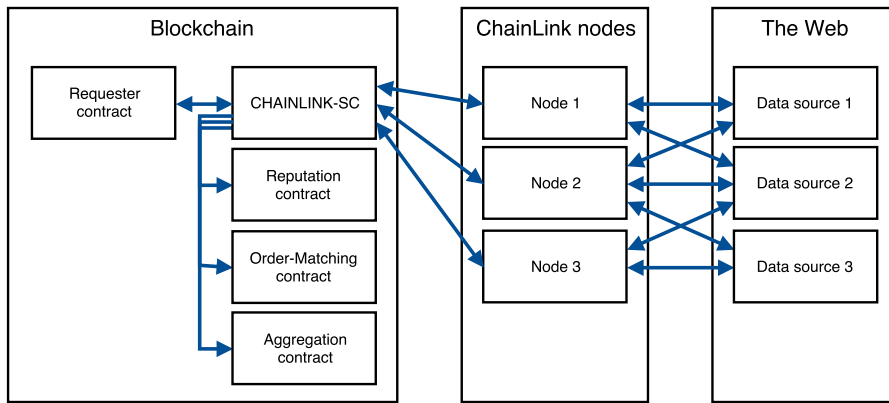 Blockchain
ChainLink nodes
The Web
Requester
contract
CHAINLINK-SC
Node 1
Data source 1
Reputation
contract
Node 2
Data source 2
Order-Matching
contract
Node 3
Data source 3
Aggregation
contract